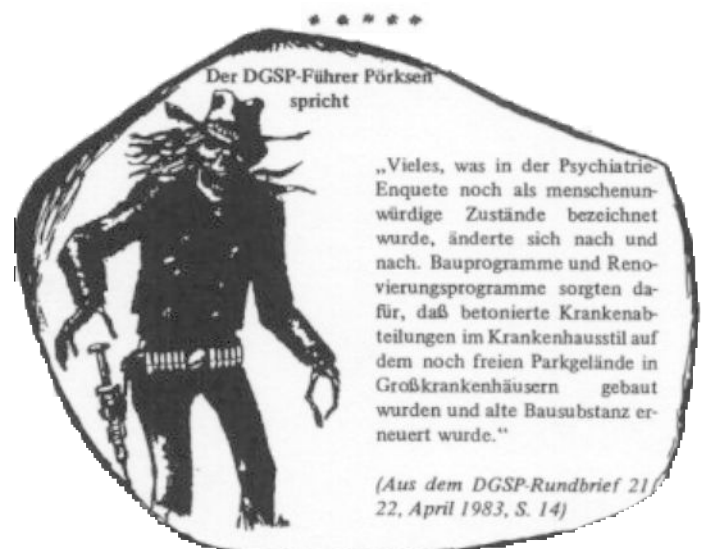 * * * * *
Der DGSP-Führer Pörksen
spricht
„Vieles, was in der Psychiatrie-
Enquete noch als menschenun-
würdige Zustände bezeichnet
wurde, änderte sich nach und
nach. Bauprogramme und Reno-
vierungsprogramme sorgten da-
für, daß betonierte Krankenab-
teilungen im Krankenhausstil auf
dem noch freien Parkgelände in
Großkrankenhäusern gebaut
wurden und alte Bausubstanz er-
neuert wurde.“
(Aus dem DGSP-Rundbrief 21/
22, April 1983, S. 14)